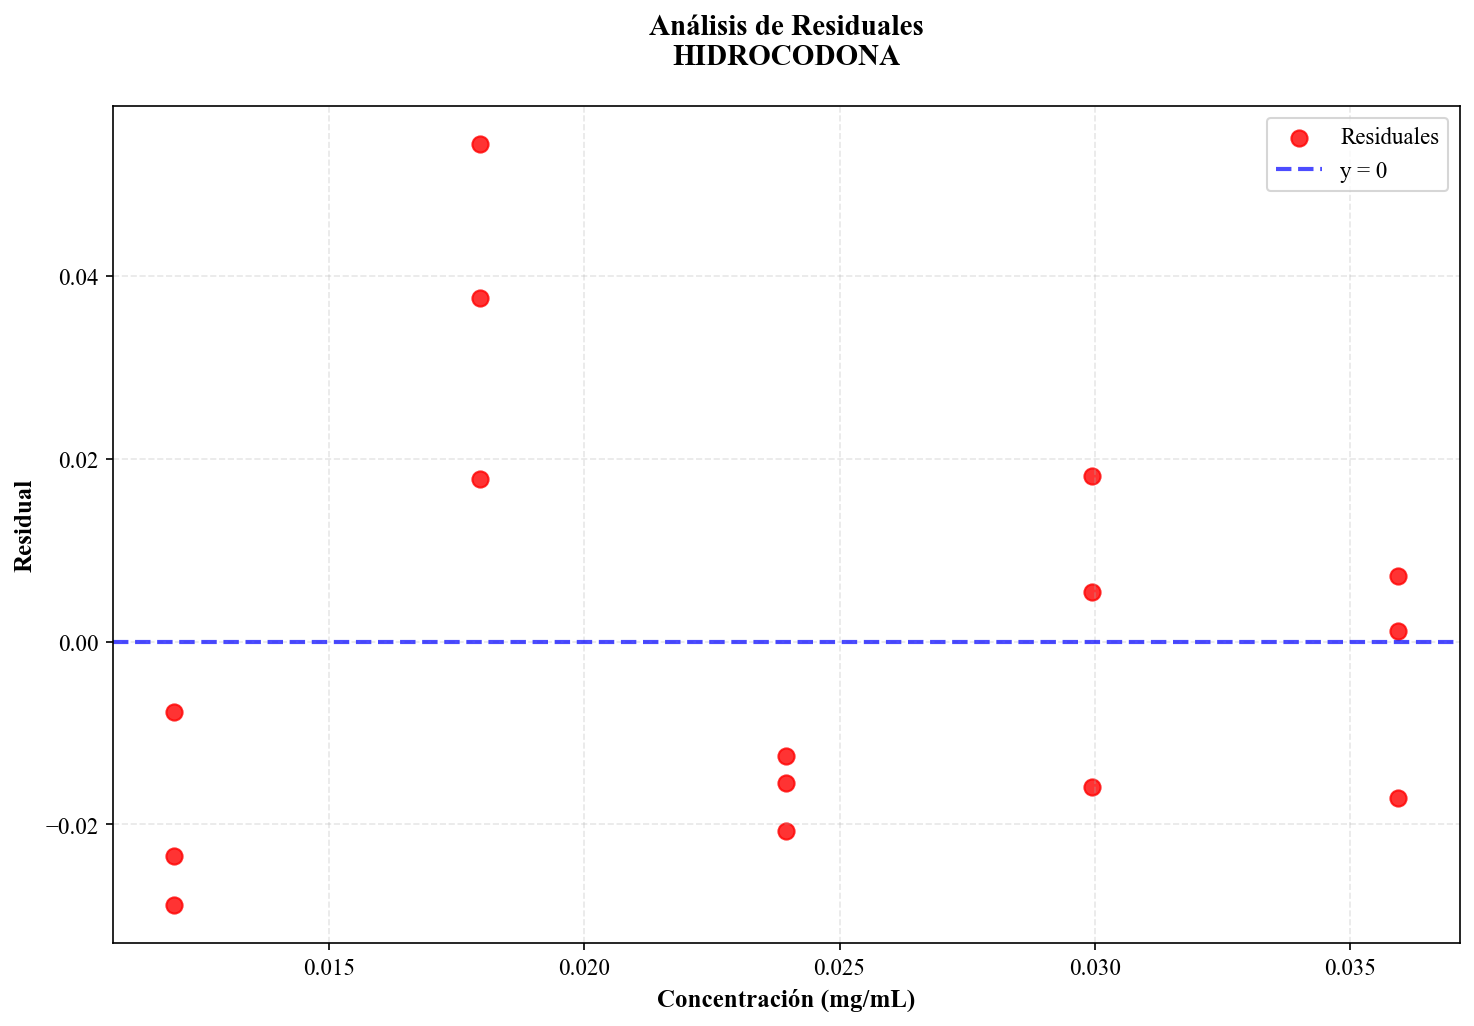 Análisis de Residuales
HIDROCODONA
Residuales
y = 0
0.04
0.02
0.00
−0.02
Residual
0.015
0.020
0.025
0.030
0.035
Concentración (mg/mL)